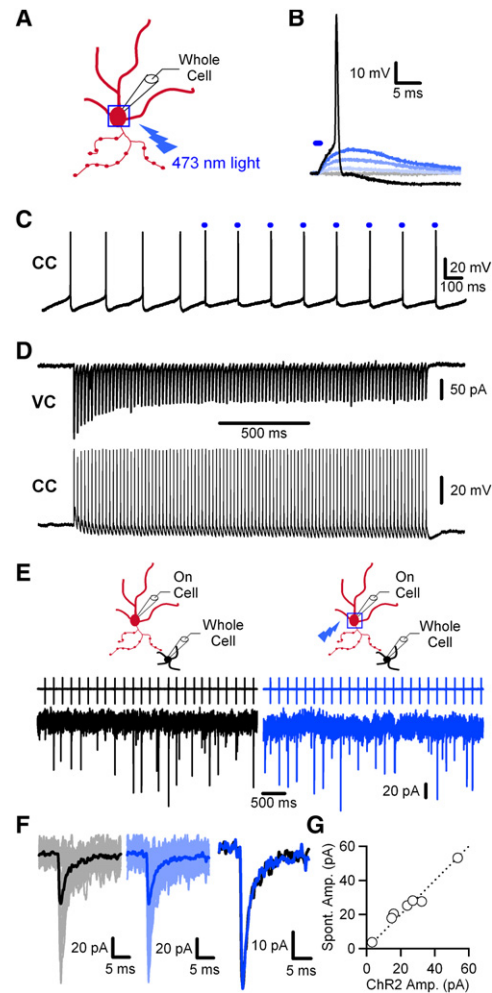 A
Whole
Cell
473 nm light
B
10 mV
5 ms
C
CC
20 mV
100 ms
D
VC
50 pA
500 ms
CC
20 mV
E
On
Cell
Whole
Cell
On
Cell
Whole
Cell
500 ms
20 pA
F
20 pA
5 ms
20 pA
5 ms
10 pA
5 ms
G
Spont. Amp. (pA)
60
40
20
0
0 20 40 60
ChR2 Amp. (pA)